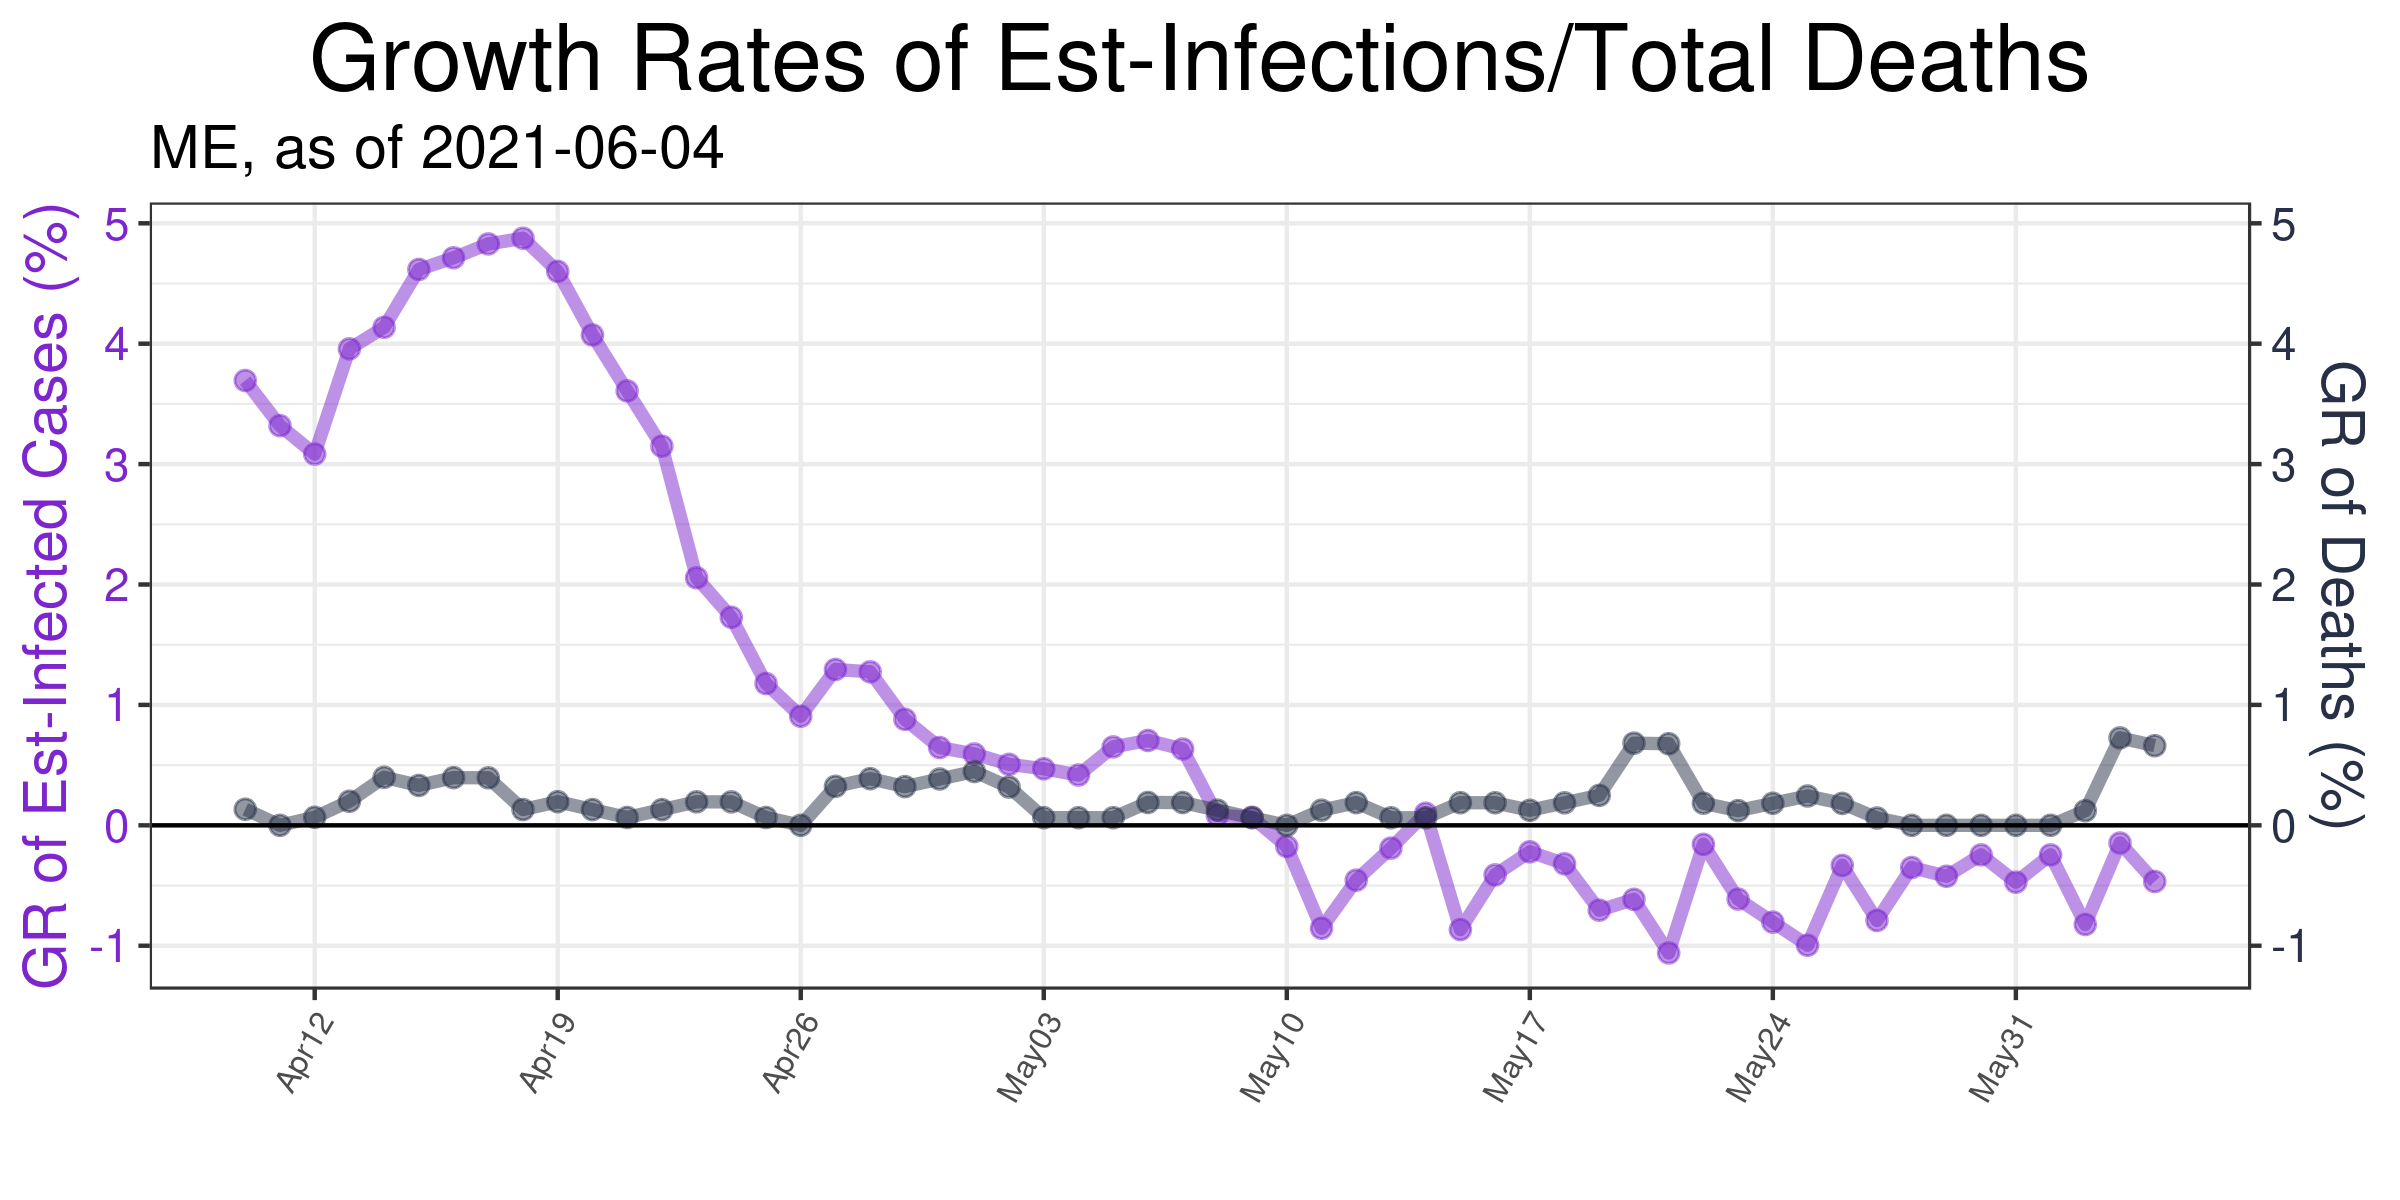 Growth Rates of Est-Infections/Total Deaths
ME, as of 2021-06-04
GR of Est-Infected Cases (%)
5
4
3
2
1
0
-1
5
4
3
2
1
0
-1
GR of Deaths (%)
Apr12
Apr19
Apr26
May03
May10
May17
May24
May31